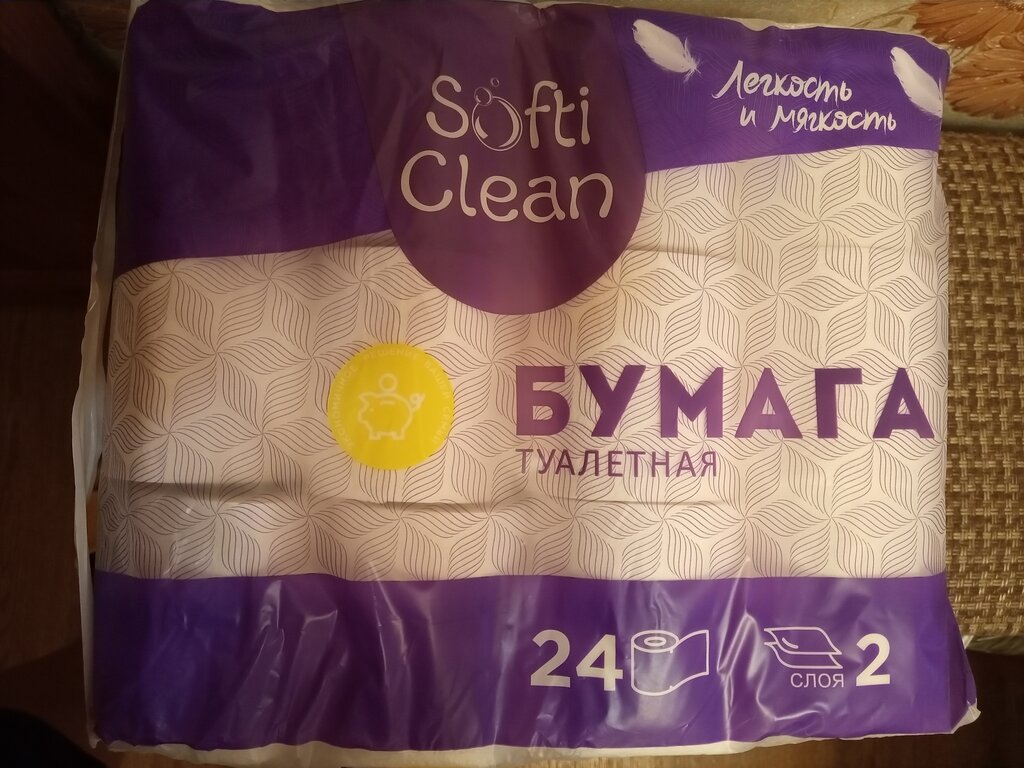 Softi
Clean
Легкость
и мягкость
БУМАГА
ТУАЛЕТНАЯ
24
СЛОЯ 2